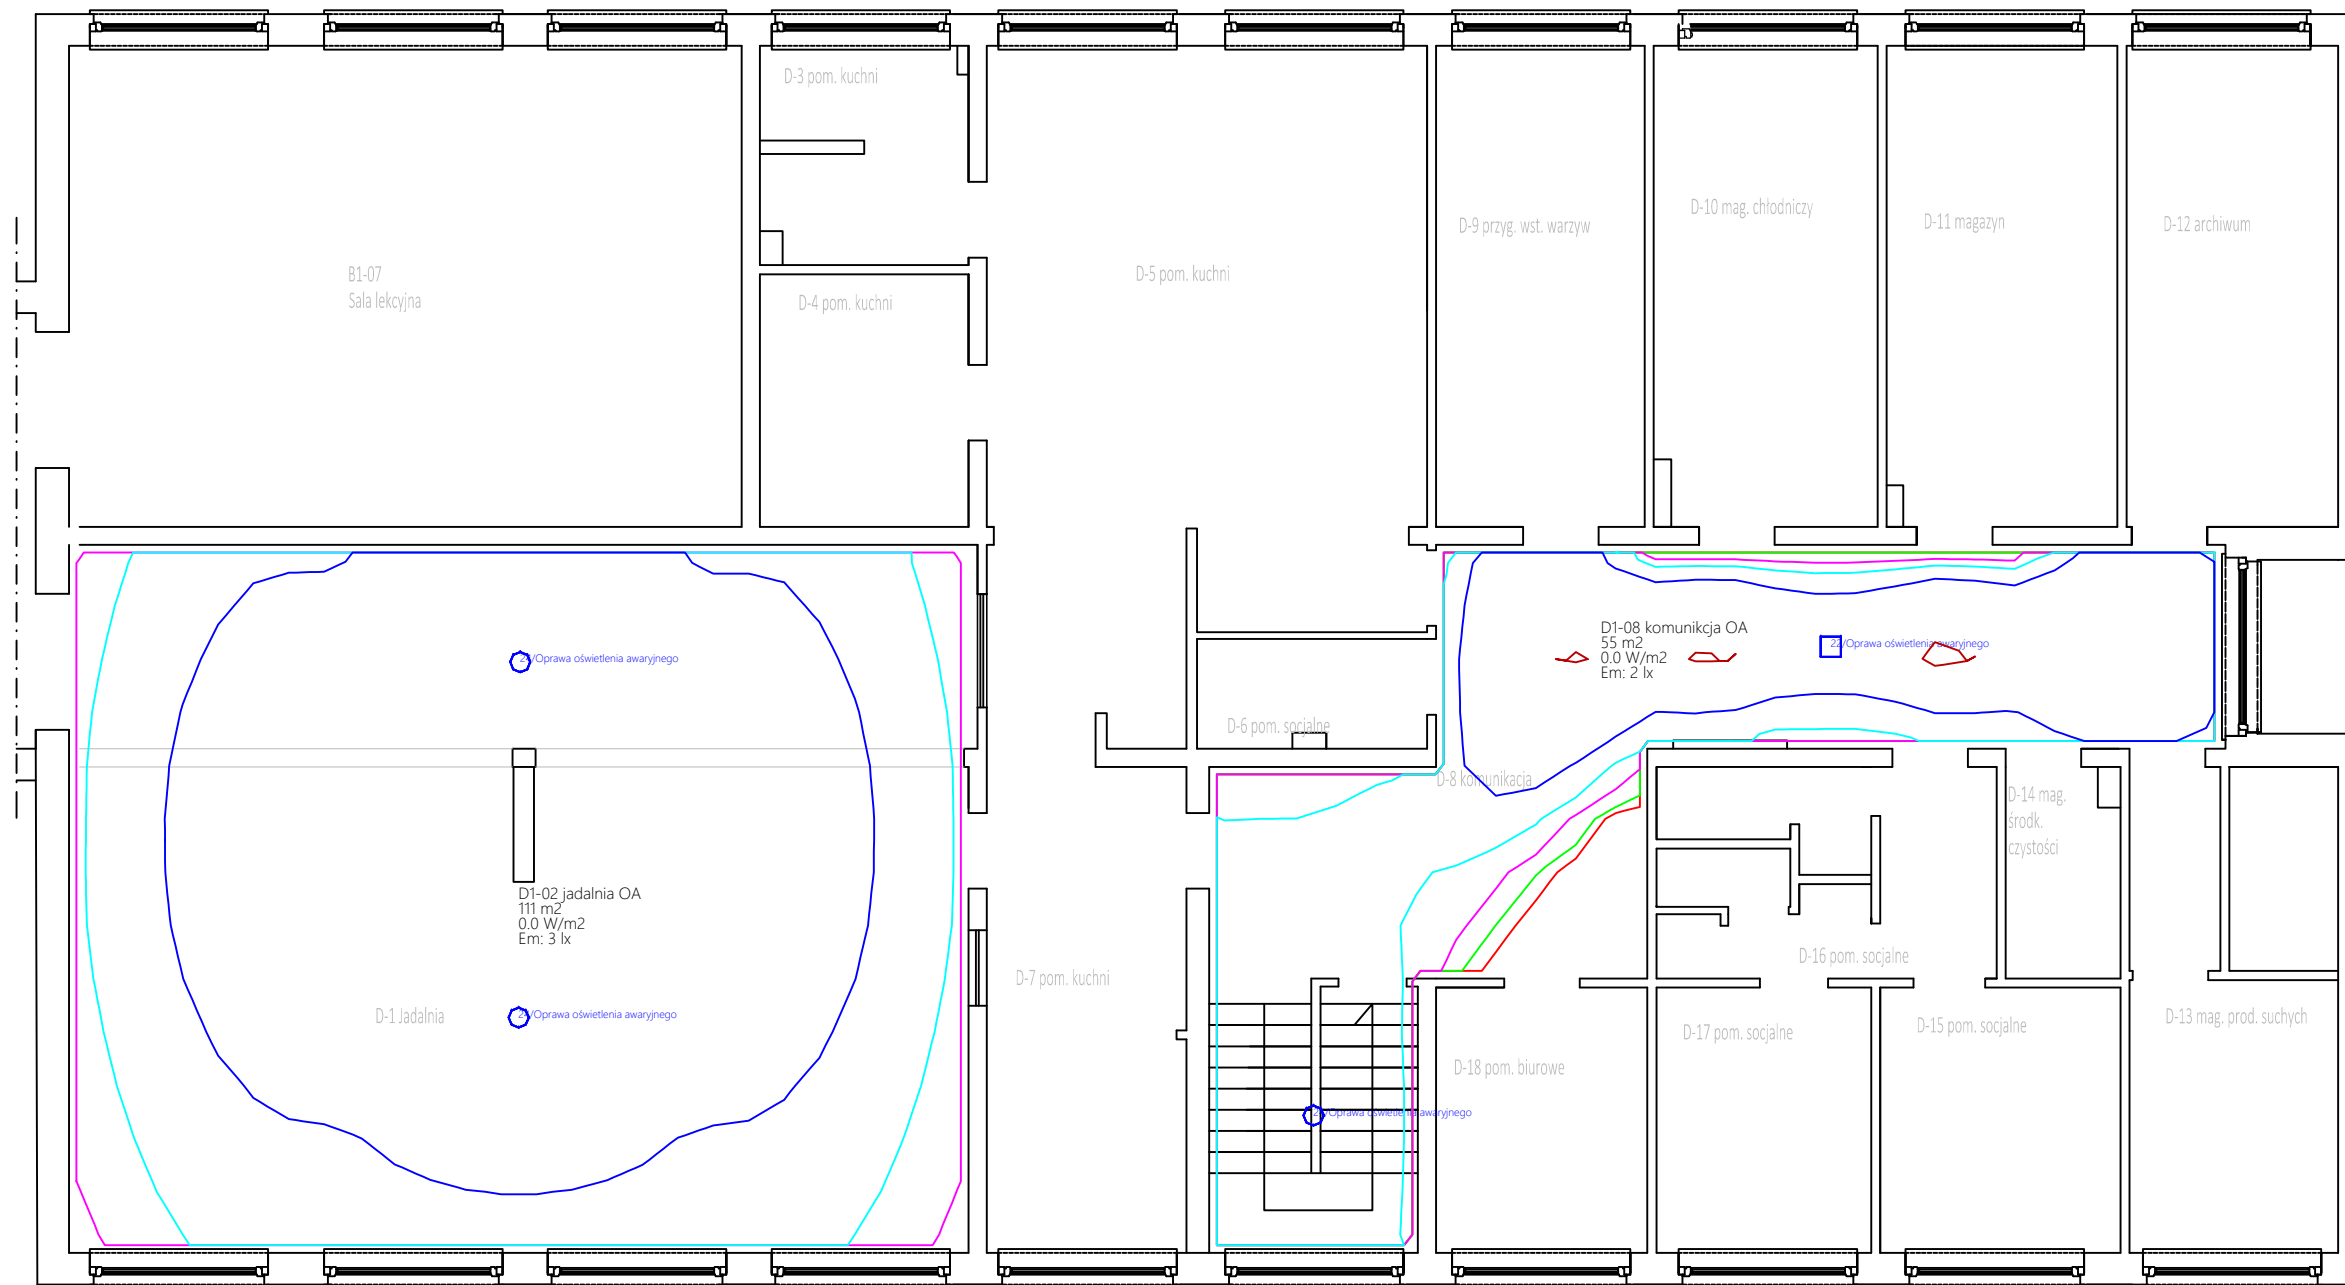 D-3 pom. kuchni
B1-07
Sala lekcyjna
D-4 pom. kuchni
D-5 pom. kuchni
D-9 przyg. wst. warzyw
D-10 mag. chłodniczy
D-11 magazyn
D-12 archiwum
D1-08 komunikcja OA
55 m2
0.0 W/m2
Em: 2 lx
22/Oprawa oświetlenia awaryjnego
/Oprawa oświetlenia awaryjnego
D-6 pom. socjalne
D-8 komunikacja
D-14 mag.
środk.
czystości
D1-02 jadalnia OA
111 m2
0.0 W/m2
Em: 3 lx
D-16 pom. socjalne
D-7 pom. kuchni
D-1 Jadalnia
/Oprawa oświetlenia awaryjnego
D-17 pom. socjalne
D-15 pom. socjalne
D-13 mag. prod. suchych
D-18 pom. biurowe
/Oprawa oświetlenia awaryjnego